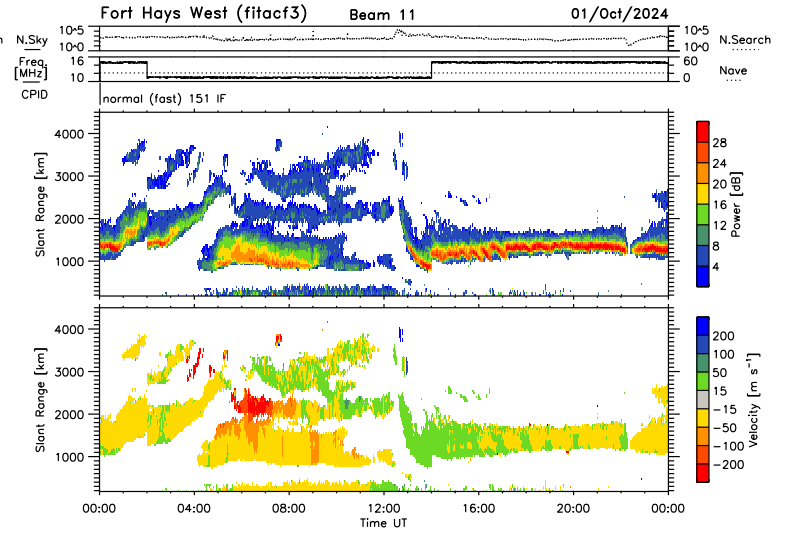 Fort Hays West (fitacf3) Beam 11 01/Oct/2024
N.Sky 10^5 10^0 10^5 10^0 N.Search
Freq. [MHz] 16 10 60 0 Nave
CPID normal (fast) 151 IF
Slant Range [km] 4000 3000 2000 1000
28 24 20 16 12 8 4 Power [dB]
Slant Range [km] 4000 3000 2000 1000
200 100 50 15 −15 −50 −100 −200 Velocity [m s⁻¹]
00:00 04:00 08:00 12:00 16:00 20:00 00:00
Time UT